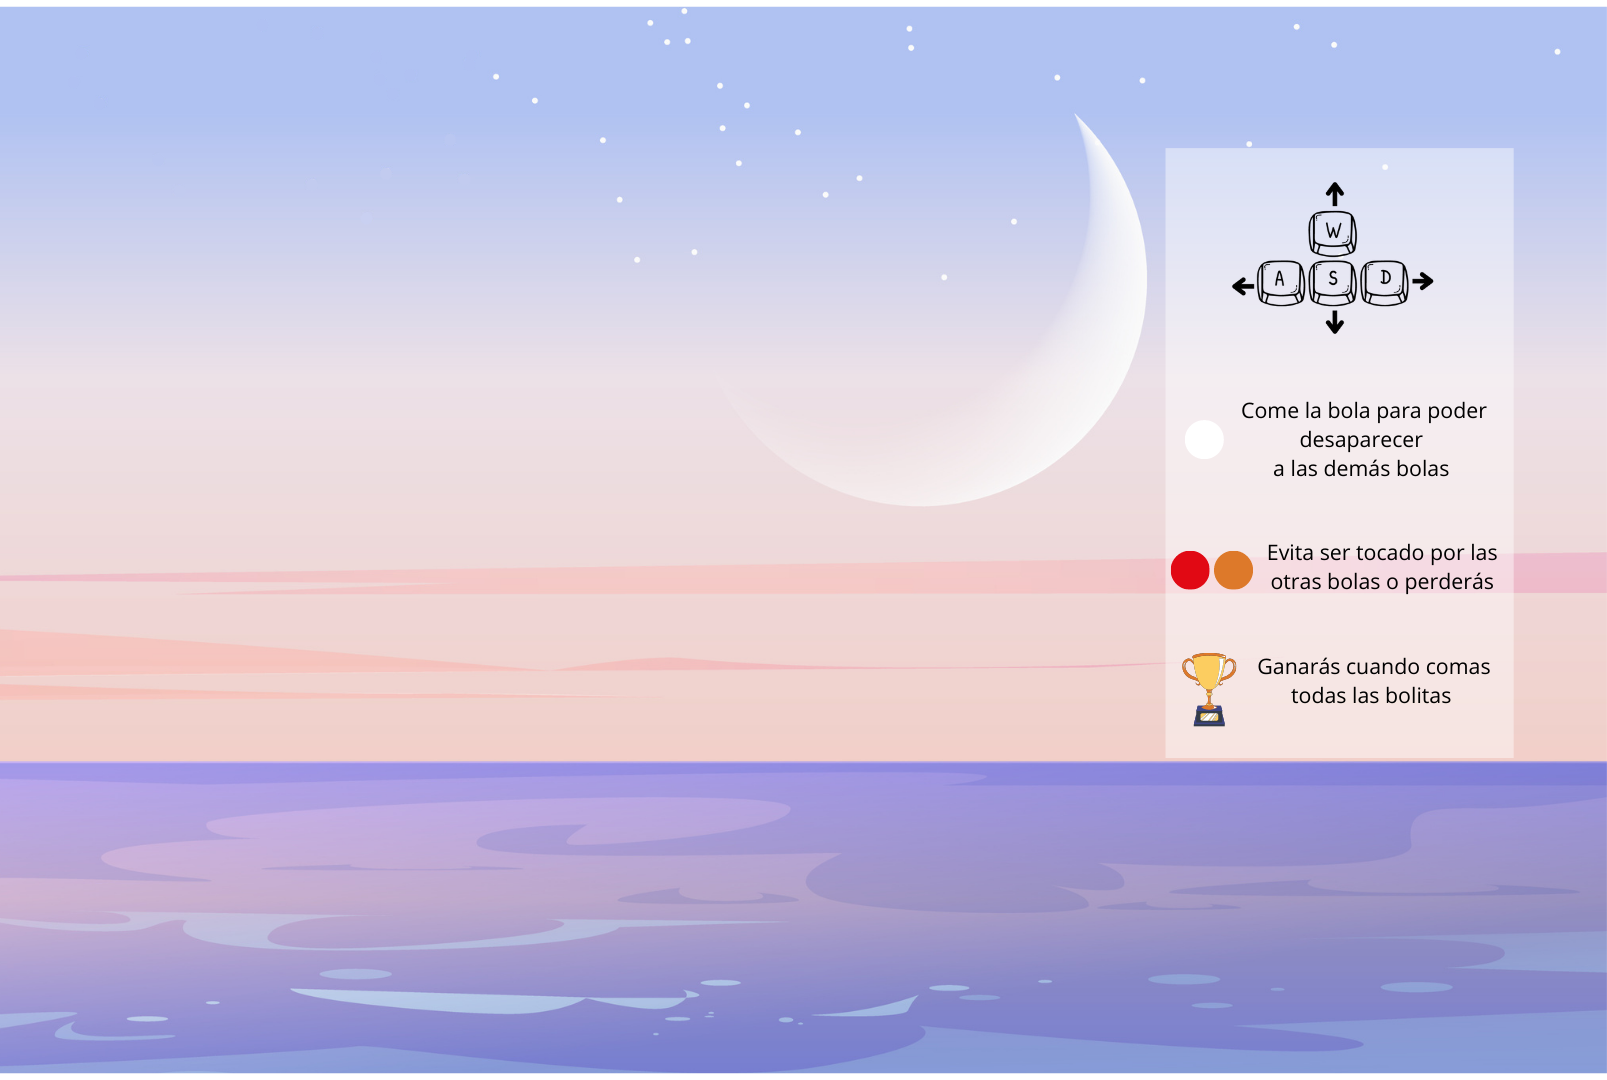 W
A S D
Come la bola para poder
desaparecer
a las demás bolas
Evita ser tocado por las
otras bolas o perderás
Ganarás cuando comas
todas las bolitas